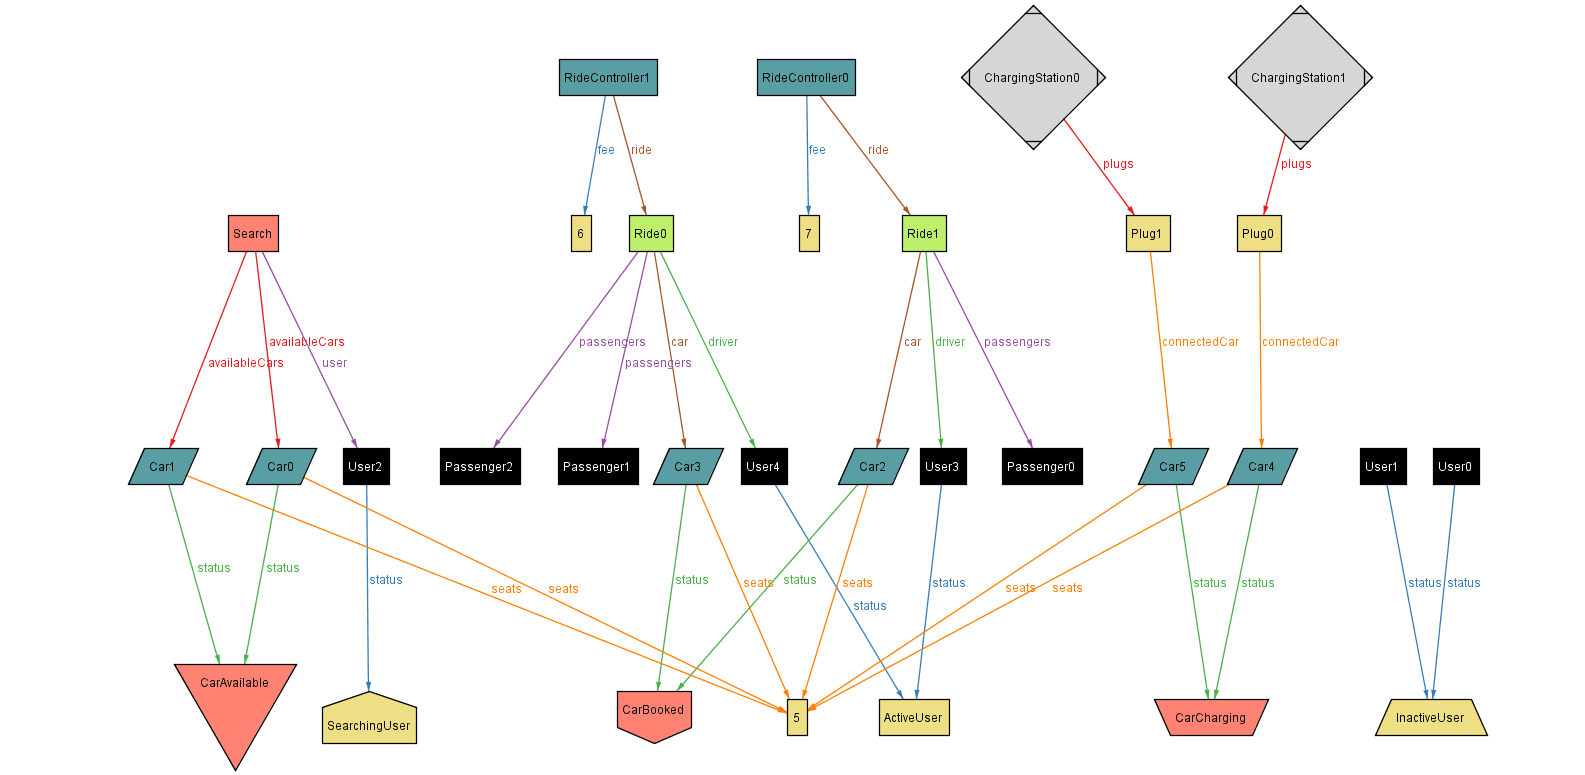 RideController1
RideController0
ChargingStation0
ChargingStation1
fee
ride
fee
ride
plugs
plugs
Search
6
Ride0
7
Ride1
Plug1
Plug0
availableCars
passengers
car
driver
car
driver
passengers
connectedCar
connectedCar
availableCars
user
passengers
Car1
Car0
User2
Passenger2
Passenger1
Car3
User4
Car2
User3
Passenger0
Car5
Car4
User1
User0
status
status
status
seats
seats
status
seats
status
seats
status
status
seats
seats
status
status
status
status
CarAvailable
SearchingUser
CarBooked
5
ActiveUser
CarCharging
InactiveUser